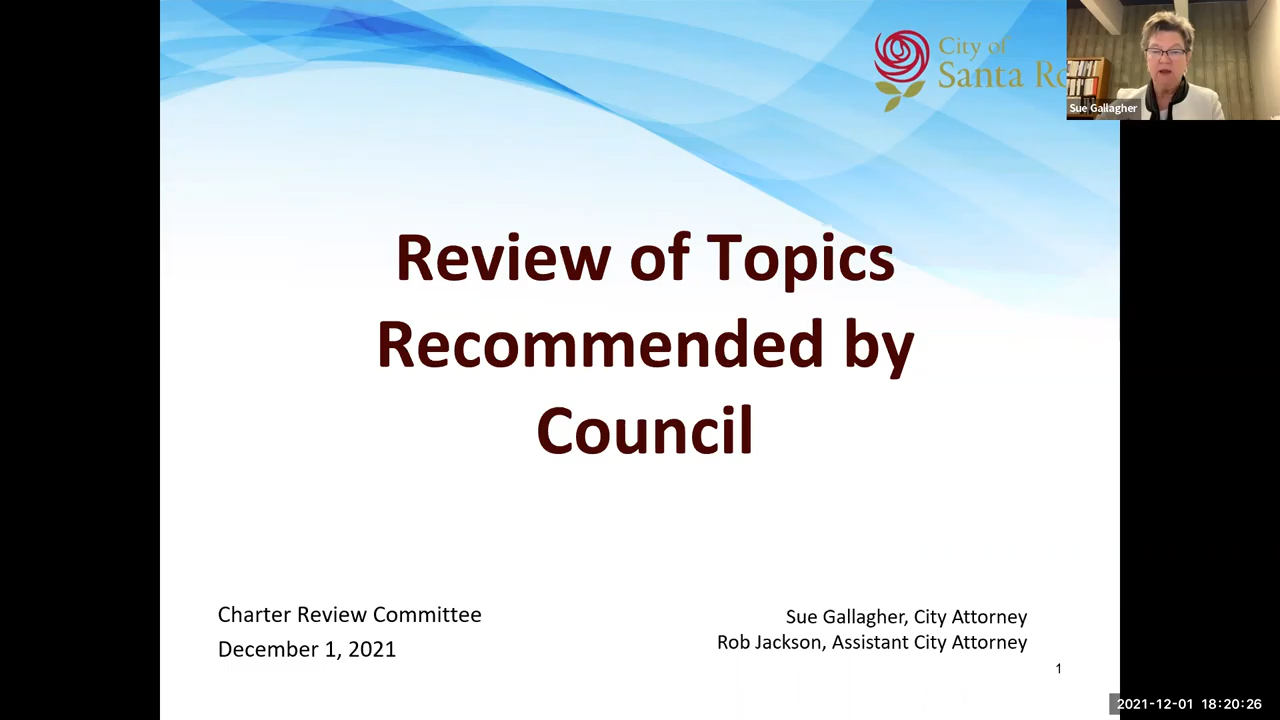 City of
Santa Ro
Sue Gallagher
Review of Topics
Recommended by
Council
Charter Review Committee
December 1, 2021
Sue Gallagher, City Attorney
Rob Jackson, Assistant City Attorney
1
2021-12-01 18:20:26